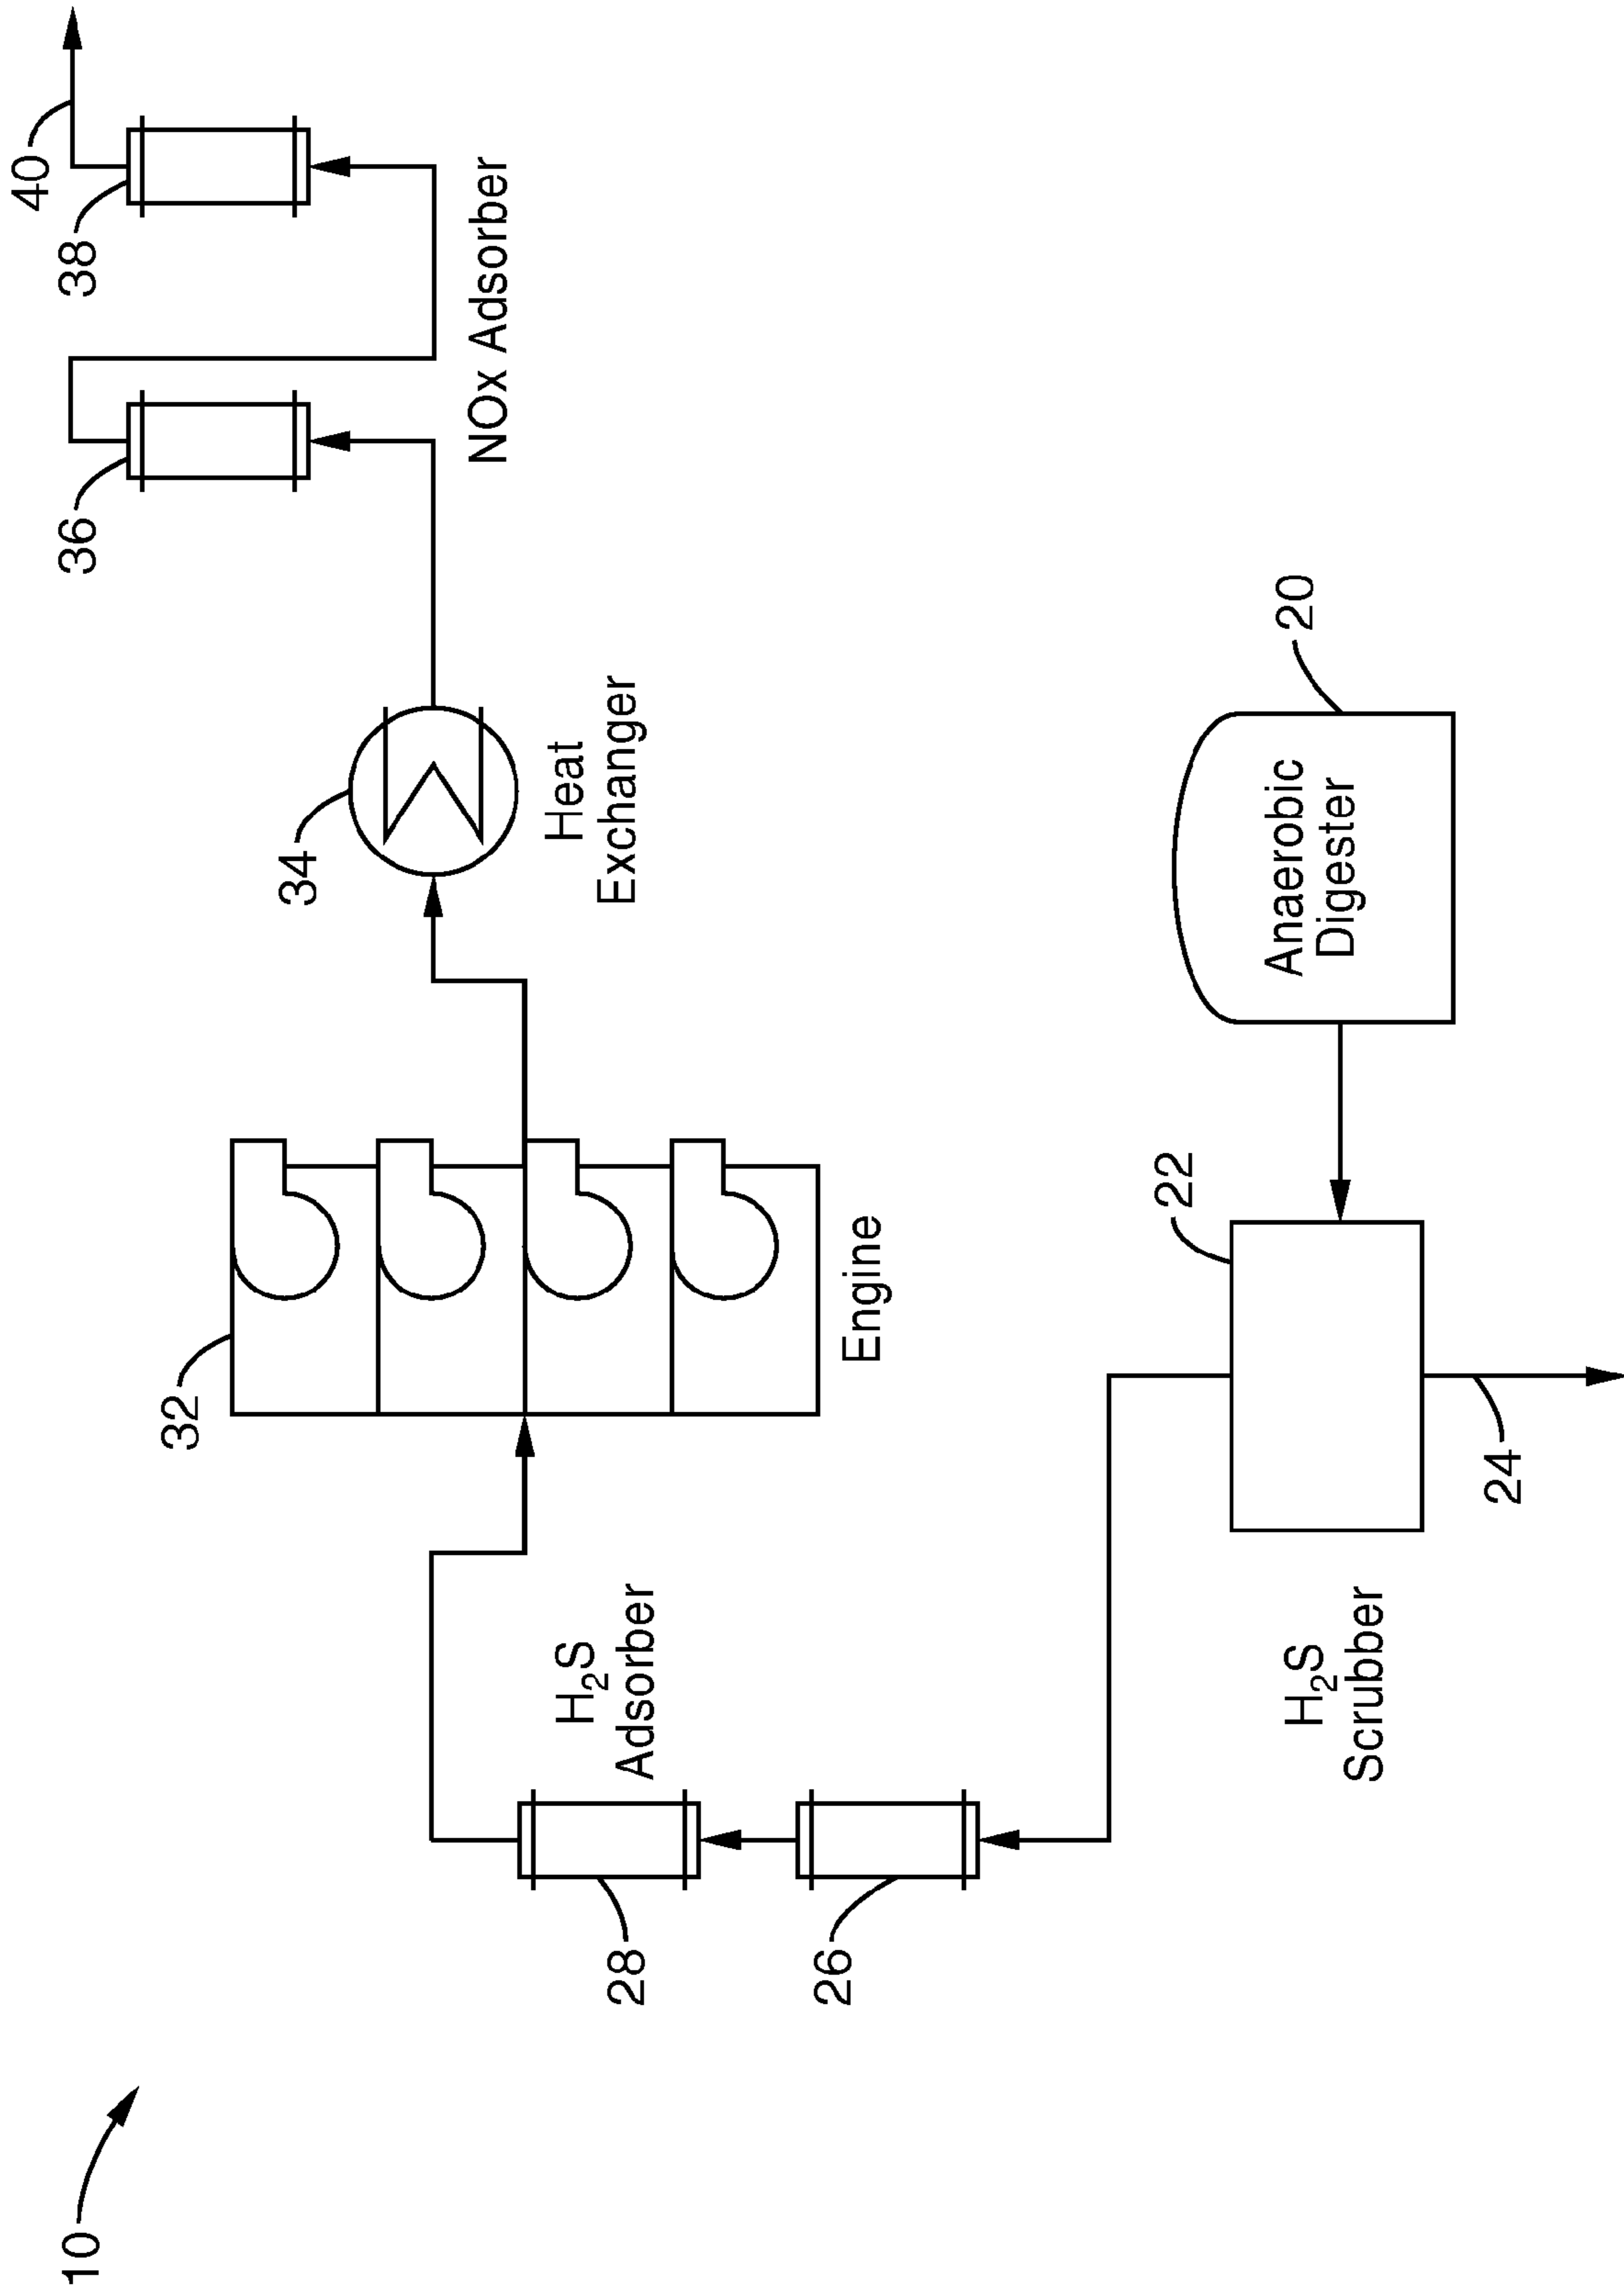 10
40
38
36
NOx Adsorber
34
Heat
Exchanger
32
Engine
H₂S
Adsorber
28
26
20
Anaerobic
Digester
22
24
H₂S
Scrubber